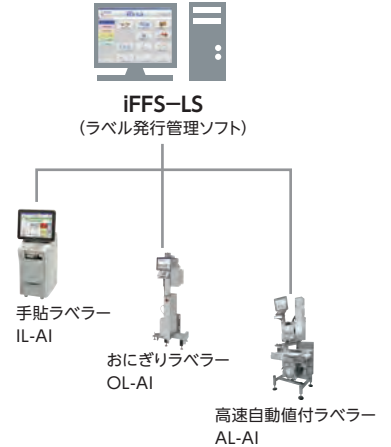 iFFS−LS
（ラベル発行管理ソフト）
手貼ラベラー
IL-AI
おにぎりラベラー
OL-AI
高速自動値付ラベラー
AL-AI